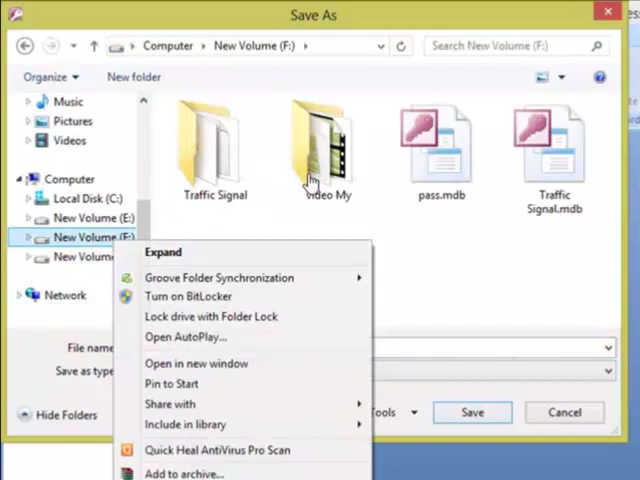 Save As
Computer
New Volume (F:)
Search New Volume (F:)
Organize
New folder
Music
Pictures
Videos
Computer
Local Disk (C:)
New Volume (E:)
New Volume (F:)
New Volume
Network
Traffic Signal
Video My
pass.mdb
Traffic
Signal.mdb
Expand
Groove Folder Synchronization
Turn on BitLocker
Lock drive with Folder Lock
Open AutoPlay...
Open in new window
Pin to Start
Share with
Include in library
Quick Heal AntiVirus Pro Scan
Add to archive...
File name
Save as type
Hide Folders
Tools
Save
Cancel